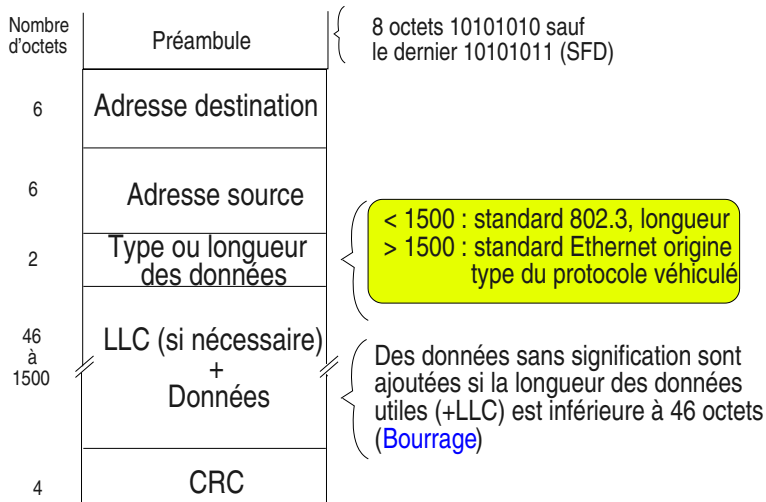 Nombre
d'octets
Préambule
8 octets 10101010 sauf
le dernier 10101011 (SFD)
6
Adresse destination
6
Adresse source
2
Type ou longueur
des données
< 1500 : standard 802.3, longueur
> 1500 : standard Ethernet origine
type du protocole véhiculé
46
à
1500
LLC (si nécessaire)
+
Données
Des données sans signification sont
ajoutées si la longueur des données
utiles (+LLC) est inférieure à 46 octets
(Bourrage)
4
CRC